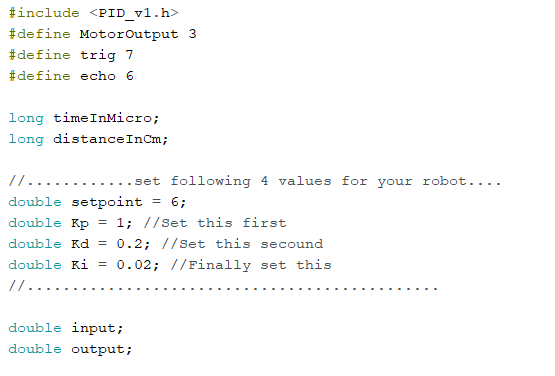 #include <PID_v1.h>
#define MotorOutput 3
#define trig 7
#define echo 6
long timeInMicro;
long distanceInCm;
//............set following 4 values for your robot....
double setpoint = 6;
double Kp = 1; //Set this first
double Kd = 0.2; //Set this secound
double Ki = 0.02; //Finally set this
//..............................................
double input;
double output;